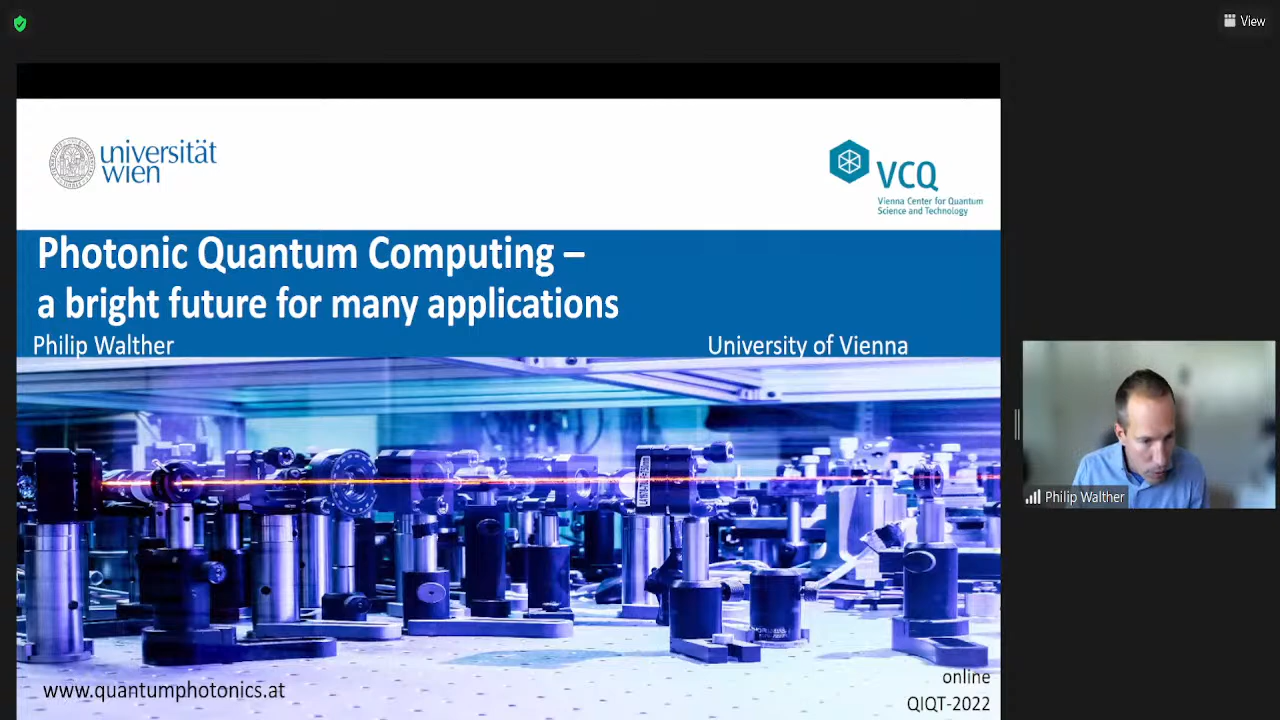 View
universität
wien
VCQ
Vienna Center for Quantum
Science and Technology
Photonic Quantum Computing –
a bright future for many applications
Philip Walther
University of Vienna
Philip Walther
www.quantumphotonics.at
online
QIQT-2022